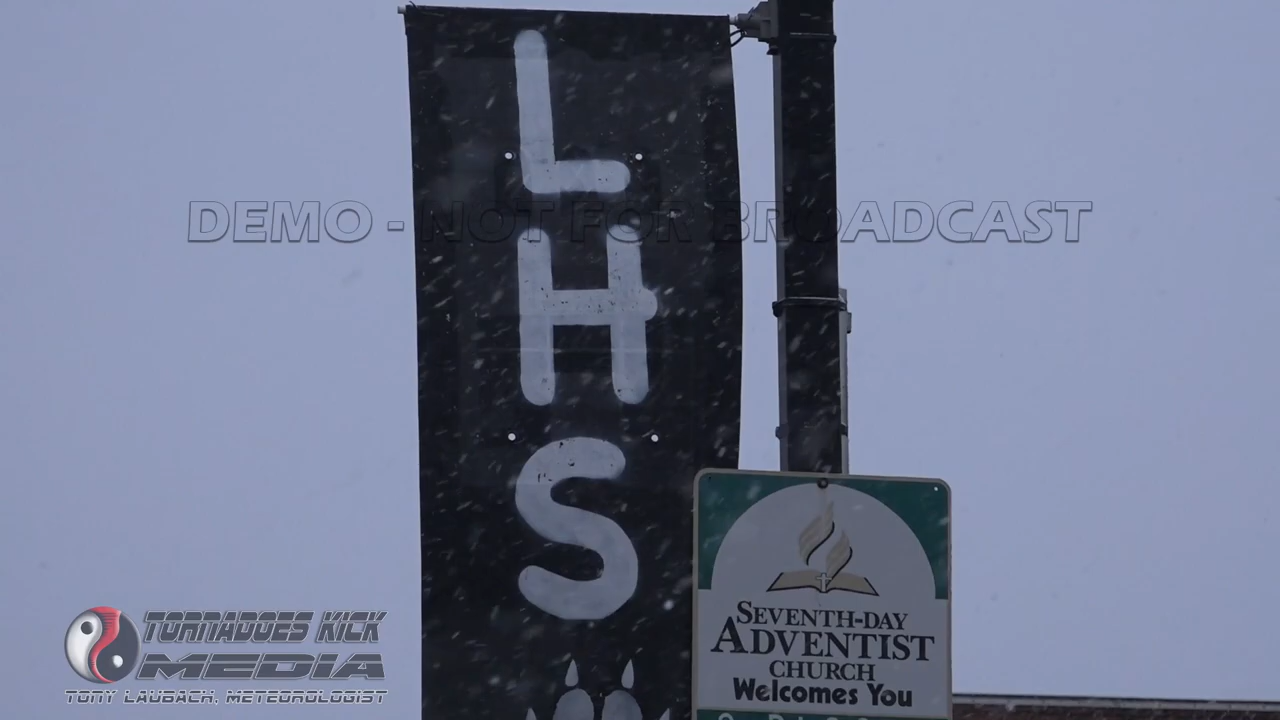 L
H
S
DEMO - NOT FOR BROADCAST
SEVENTH-DAY
ADVENTIST
CHURCH
Welcomes You
TORNADOES KICK
MEDIA
TONY LAUBACH, METEOROLOGIST